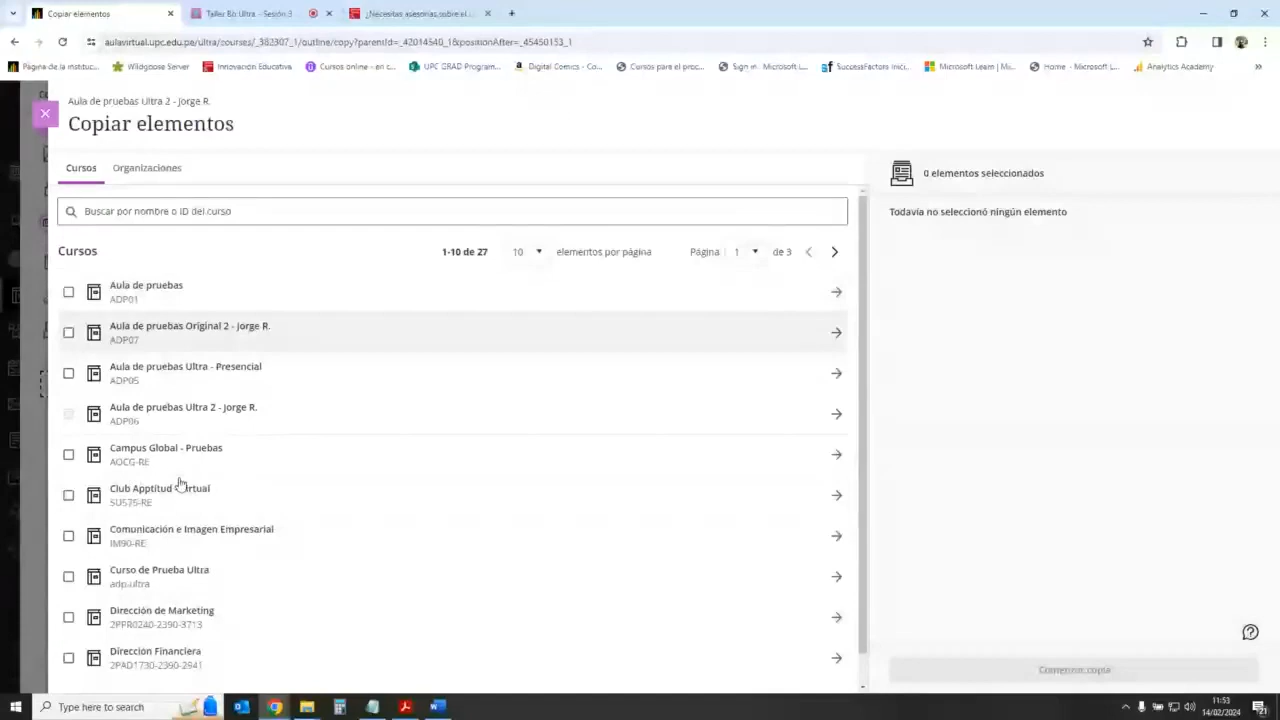 Copiar elementos
Taller Bb Ultra - Sesión 3
¿Necesitas asesorías sobre el
aulavirtual.upc.edu.pe/ultra/courses/_382307_1/outline/copy?parentId=_42014540_1&positionAfter=_45450153_1
Página de la instituc...
Wildgoose Server
Innovación Educativa
Cursos online - en c...
UPC GRAD Program...
Digital Comics - Co...
Cursos para el proc...
Sign in · Microsoft L...
SuccessFactors Inici...
Microsoft Learn | Mi...
Home - Microsoft L...
Analytics Academy
Aula de pruebas Ultra 2 - Jorge R.
Copiar elementos
Cursos
Organizaciones
0 elementos seleccionados
Buscar por nombre o ID del curso
Todavía no seleccionó ningún elemento
Cursos
1-10 de 27
10
elementos por página
Página
1
de 3
Aula de pruebas
ADP01
Aula de pruebas Original 2 - Jorge R.
ADP07
Aula de pruebas Ultra - Presencial
ADP05
Aula de pruebas Ultra 2 - Jorge R.
ADP06
Campus Global - Pruebas
AOCG-RE
Club Apptitud Virtual
SU575-RE
Comunicación e Imagen Empresarial
IM90-RE
Curso de Prueba Ultra
adp-ultra
Dirección de Marketing
2PPR0240-2390-3713
Dirección Financiera
2PAD1730-2390-2941
Comenzar copia
Type here to search
11:53
14/02/2024
21